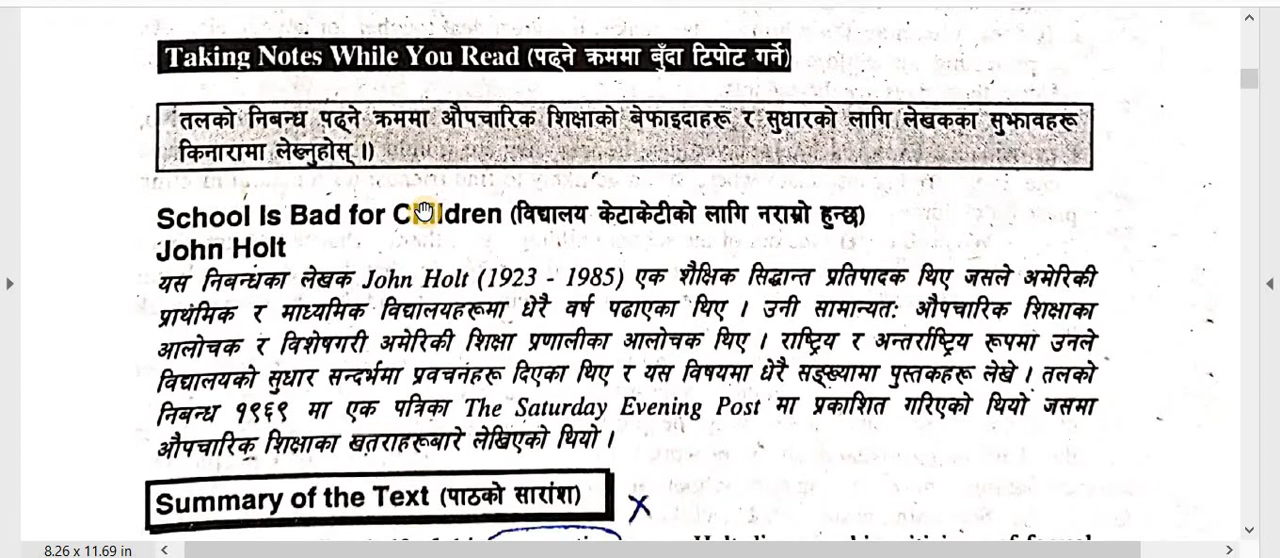 Taking Notes While You Read (पढ्ने क्रममा बुँदा टिपोट गर्ने)
तलको निबन्ध पढ्ने क्रममा औपचारिक शिक्षाको बेफाइदाहरू र सुधारको लागि लेखकका सुझावहरू
किनारामा लेख्नुहोस् ।)
School Is Bad for Children (विद्यालय केटाकेटीको लागि नराम्रो हुन्छ)
John Holt
यस निबन्धका लेखक John Holt (1923 - 1985) एक शैक्षिक सिद्धान्त प्रतिपादक थिए जसले अमेरिकी
प्राथमिक र माध्यमिक विद्यालयहरूमा धेरै वर्ष पढाएका थिए । उनी सामान्यतः औपचारिक शिक्षाका
आलोचक र विशेषगरी अमेरिकी शिक्षा प्रणालीका आलोचक थिए । राष्ट्रिय र अन्तर्राष्ट्रिय रूपमा उनले
विद्यालयको सुधार सन्दर्भमा प्रवचनहरू दिएका थिए र यस विषयमा धेरै सङ्ख्यामा पुस्तकहरू लेखे । तलको
निबन्ध १९६९ मा एक पत्रिका The Saturday Evening Post मा प्रकाशित गरिएको थियो जसमा
औपचारिक शिक्षाका खतराहरूबारे लेखिएको थियो ।
Summary of the Text (पाठको सारांश)
8.26 x 11.69 in